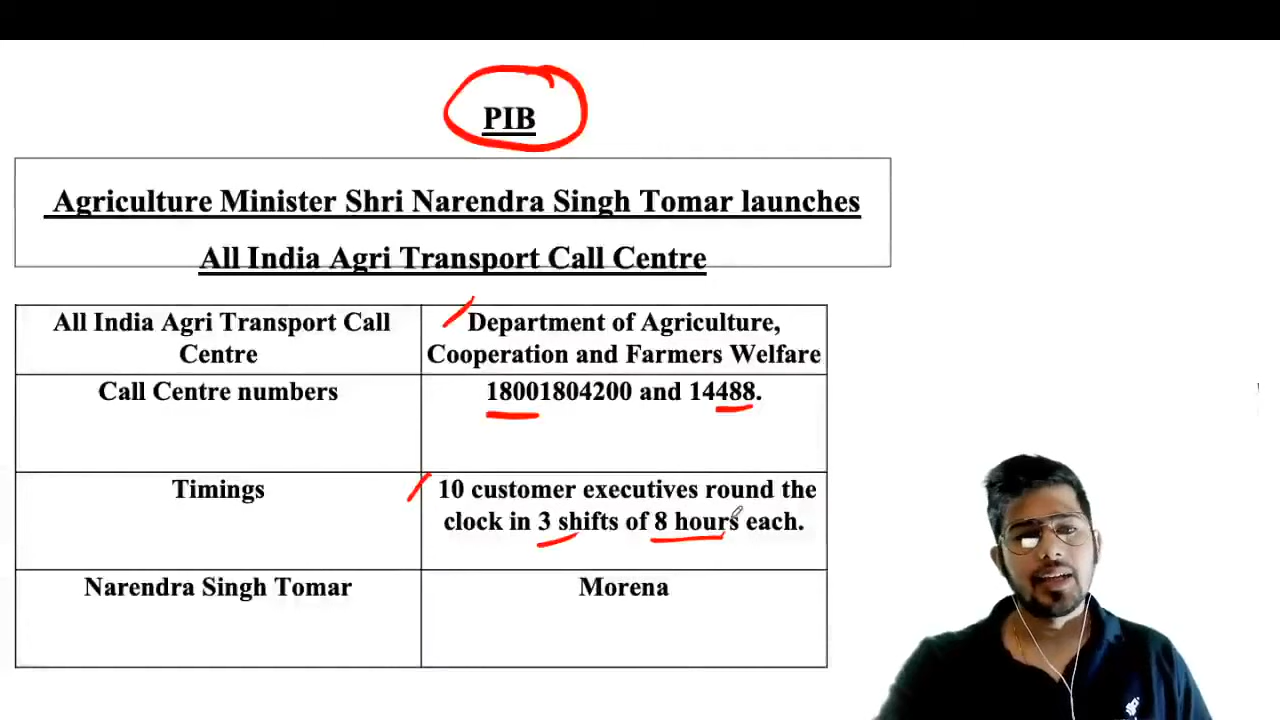 PIB
Agriculture Minister Shri Narendra Singh Tomar launches
All India Agri Transport Call Centre
All India Agri Transport Call
Centre
Department of Agriculture,
Cooperation and Farmers Welfare
Call Centre numbers
18001804200 and 14488.
Timings
10 customer executives round the
clock in 3 shifts of 8 hours each.
Narendra Singh Tomar
Morena